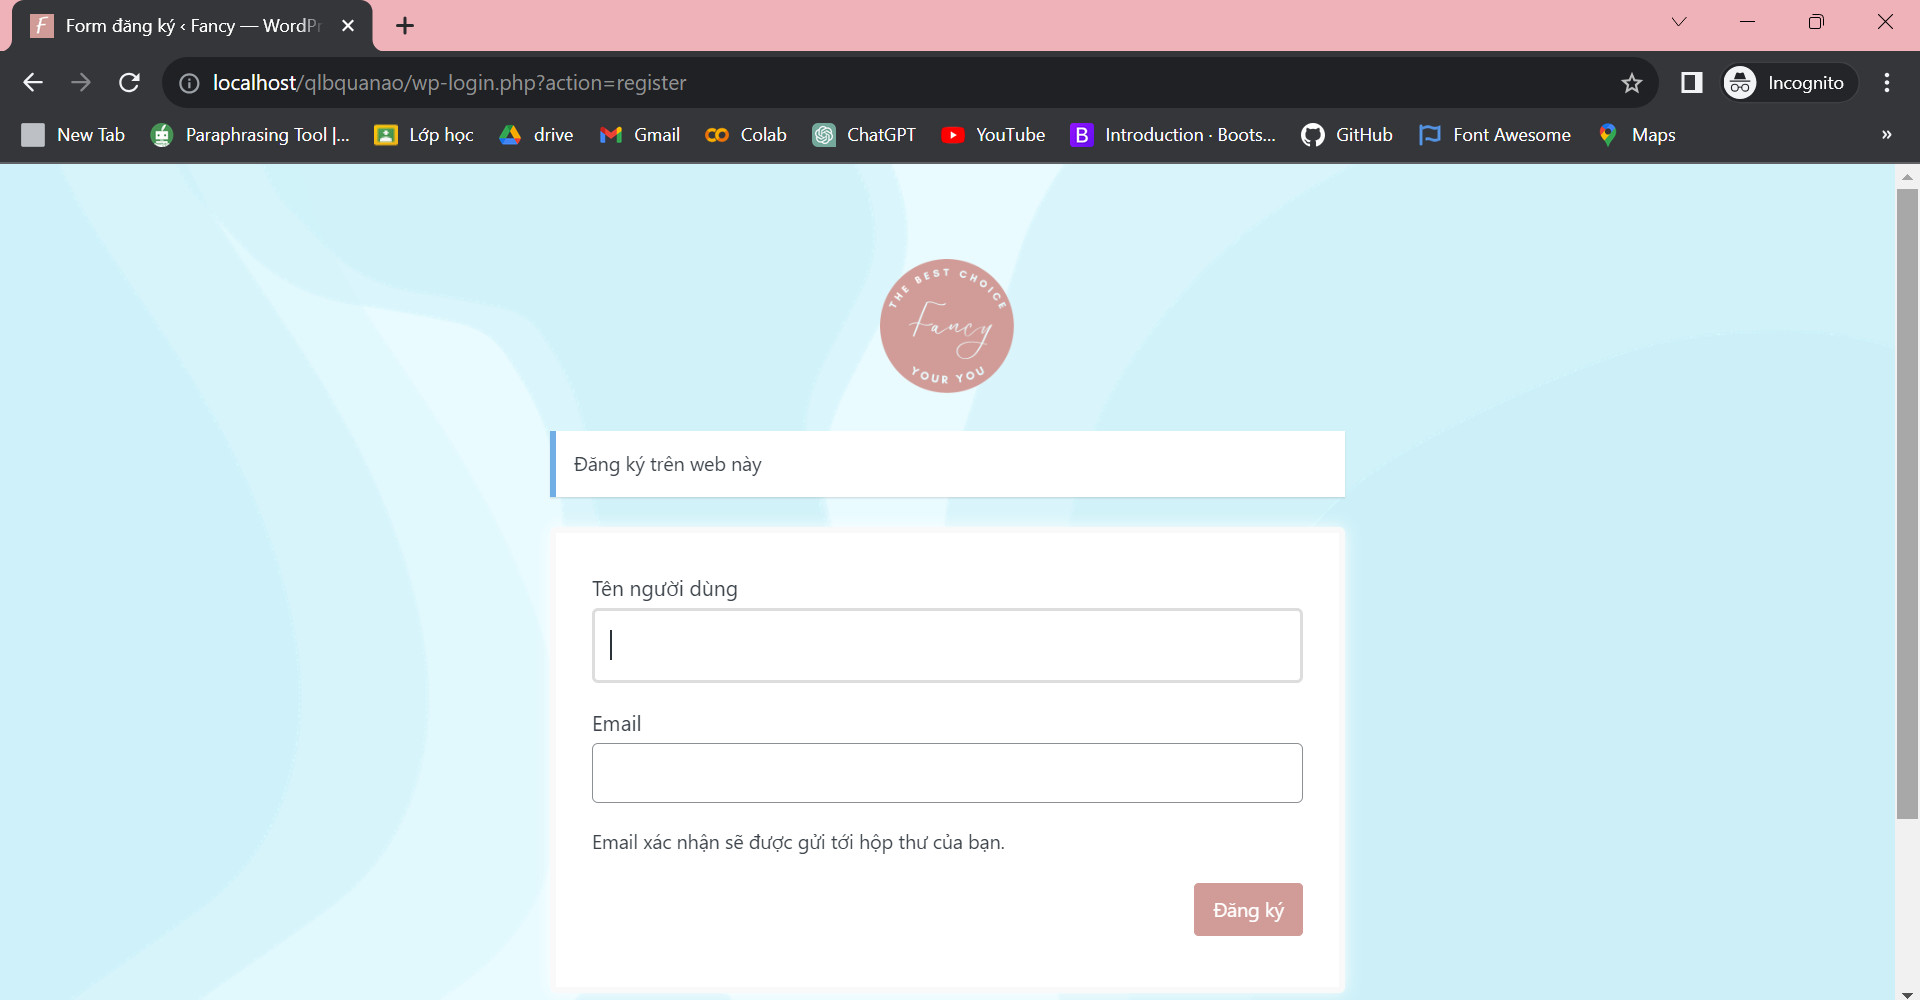 Form đăng ký ‹ Fancy — WordPr
localhost/qlbquanao/wp-login.php?action=register
Incognito
New Tab
Paraphrasing Tool |...
Lớp học
drive
Gmail
Colab
ChatGPT
YouTube
Introduction · Boots...
GitHub
Font Awesome
Maps
»
THE BEST CHOICE
Fancy
YOUR YOU
Đăng ký trên web này
Tên người dùng
Email
Email xác nhận sẽ được gửi tới hộp thư của bạn.
Đăng ký